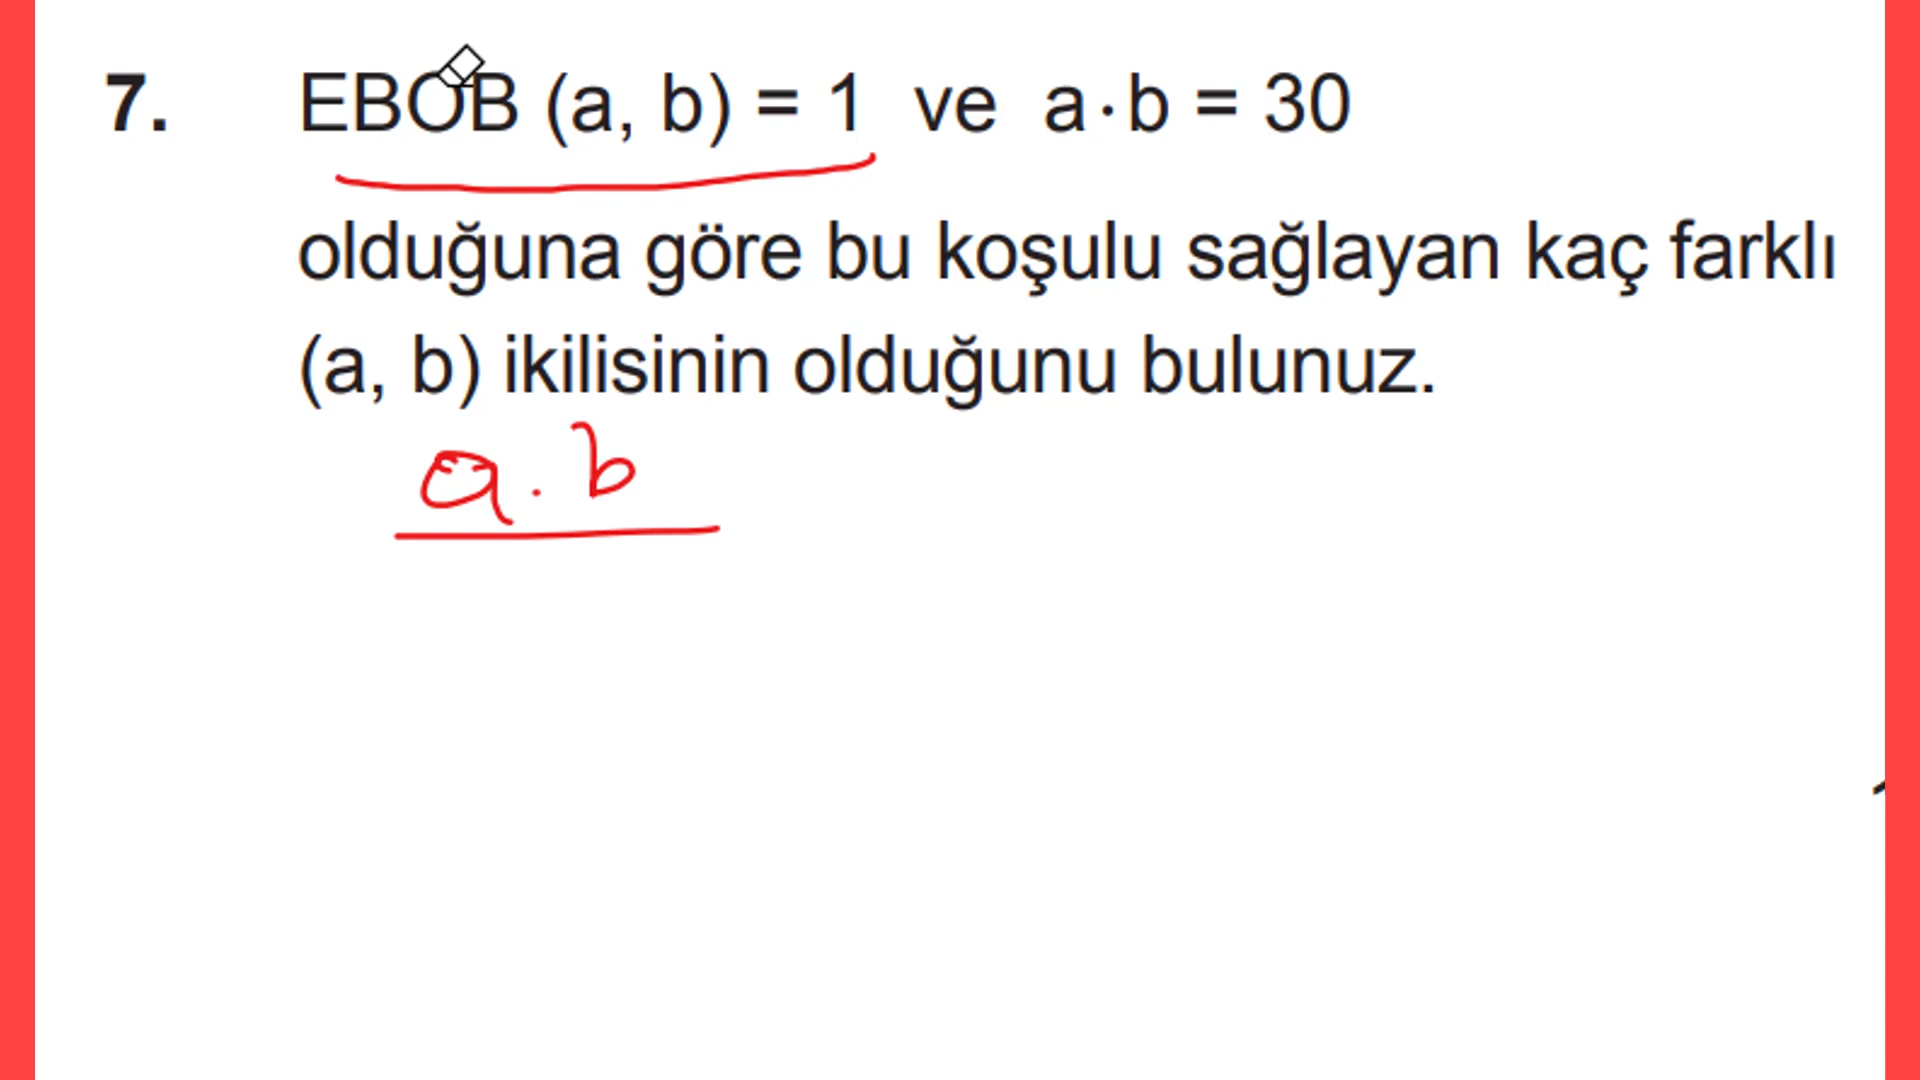 7. EBOB (a, b) = 1 ve a·b = 30
olduğuna göre bu koşulu sağlayan kaç farklı
(a, b) ikilisinin olduğunu bulunuz.
a . b